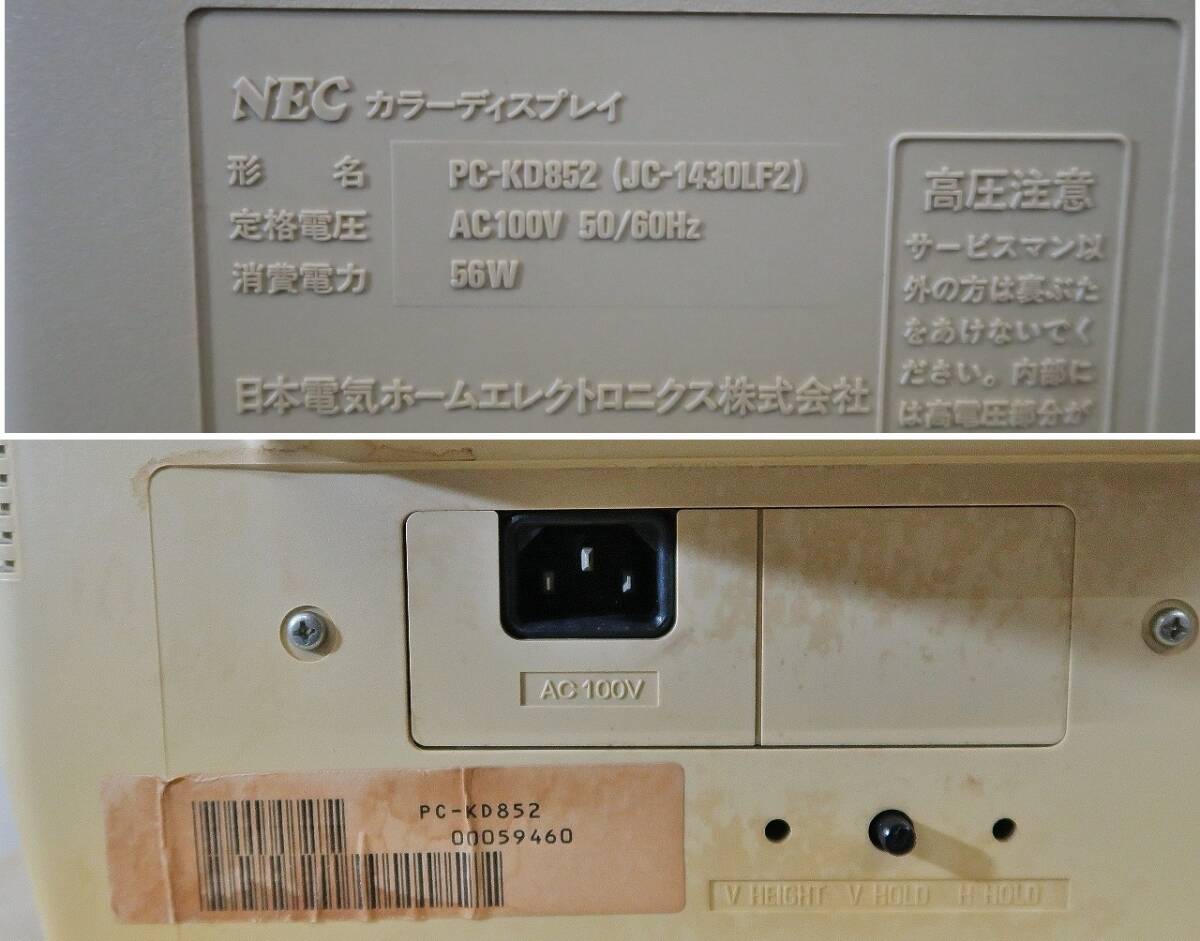 NEC カラーディスプレイ
形 名 PC-KD852 (JC-1430LF2)
定格電圧 AC100V 50/60Hz
消費電力 56W
日本電気ホームエレクトロニクス株式会社
高圧注意
サービスマン以
外の方は裏ぶた
をあけないでく
ださい。内部に
は高電圧部分が
AC100V
PC-KD852
00059460
V HEIGHT V HOLD H HOLD